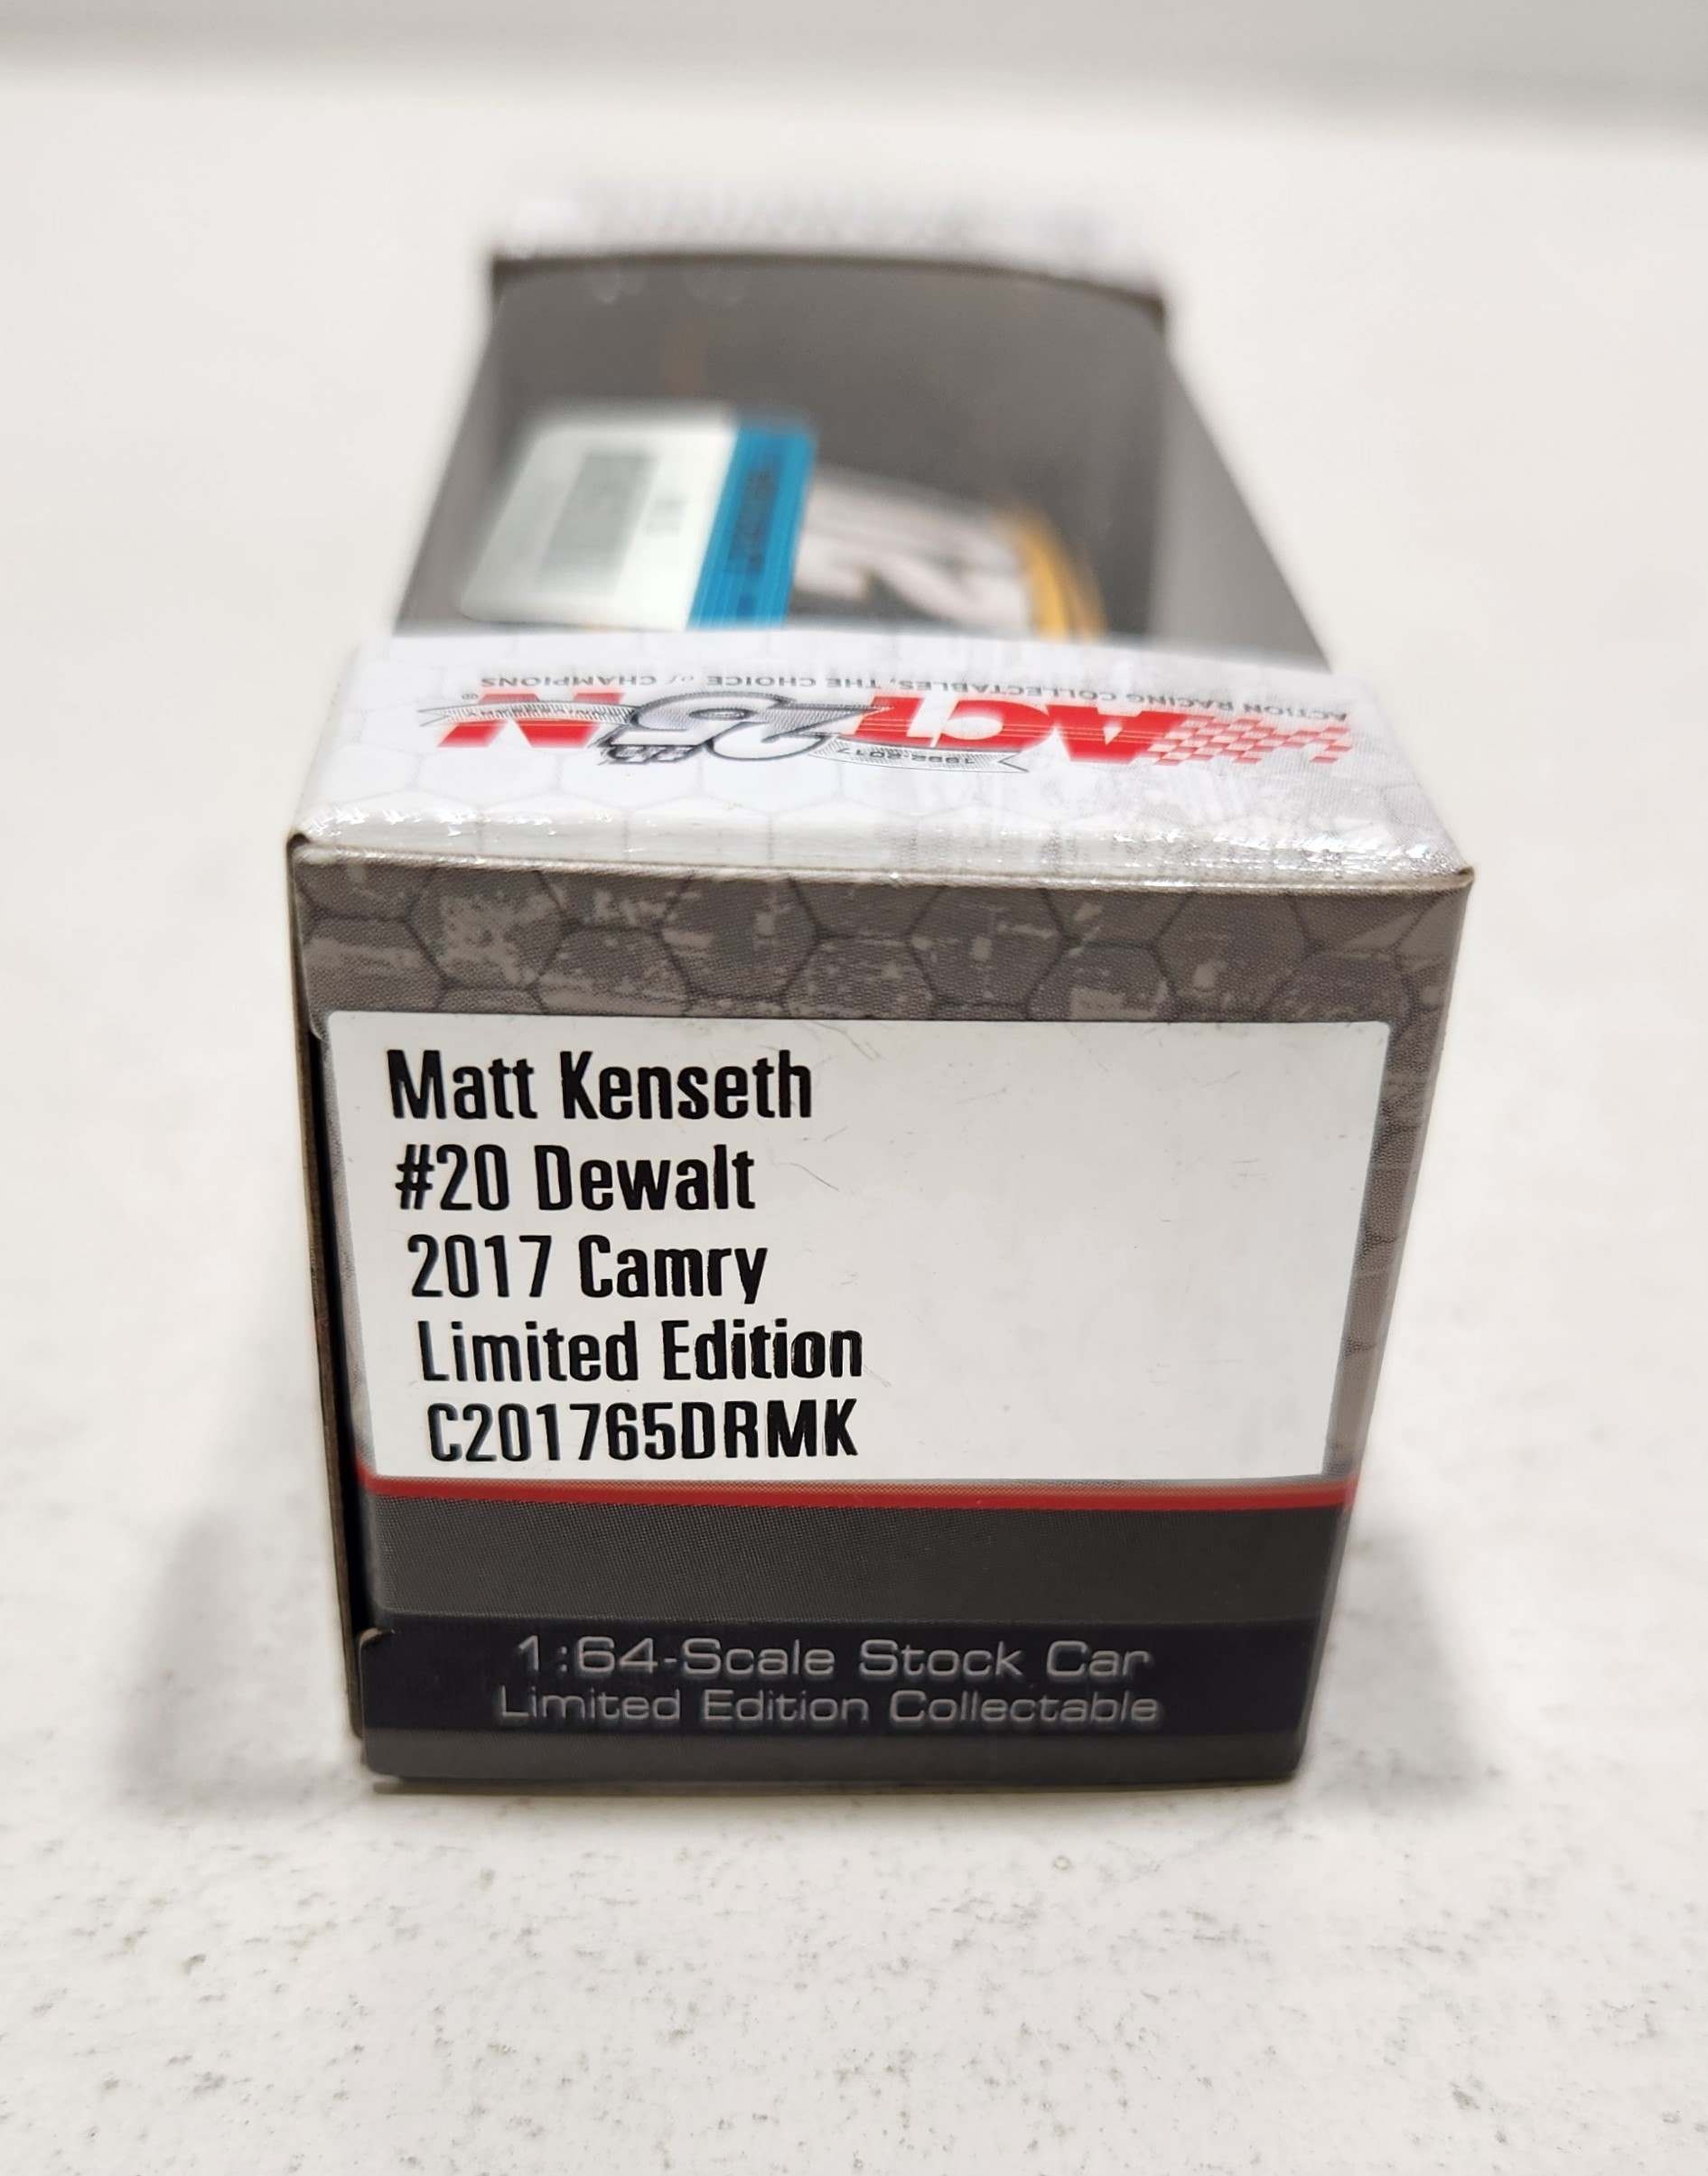 ACTION RACING COLLECTABLES, THE CHOICE of CHAMPIONS
ACTION®
25
1992-2017
Matt Kenseth
#20 Dewalt
2017 Camry
Limited Edition
C201765DRMK
1:64-Scale Stock Car
Limited Edition Collectable